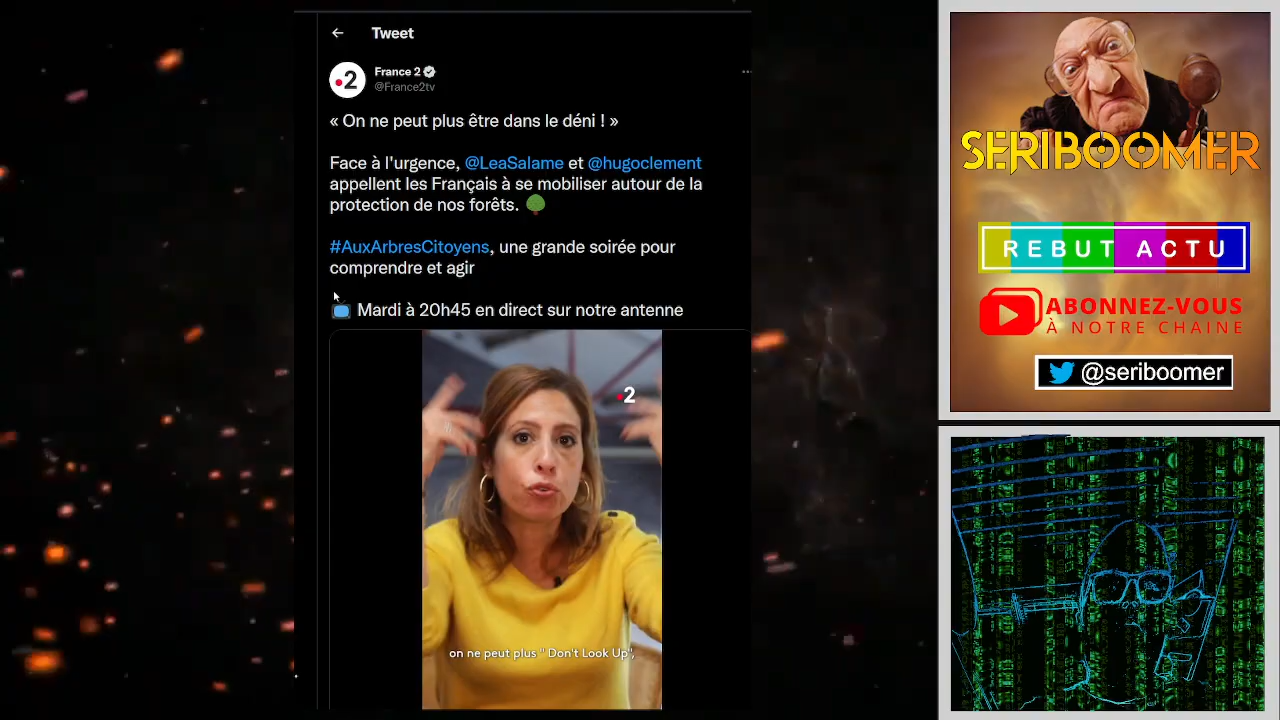 Tweet
France 2
@France2tv
« On ne peut plus être dans le déni ! »
Face à l'urgence, @LeaSalame et @hugoclement
appellent les Français à se mobiliser autour de la
protection de nos forêts.
#AuxArbresCitoyens, une grande soirée pour
comprendre et agir
Mardi à 20h45 en direct sur notre antenne
2
2
on ne peut plus " Don't Look Up",
SERIBOOMER
REBUT ACTU
ABONNEZ-VOUS
À NOTRE CHAINE
@seriboomer